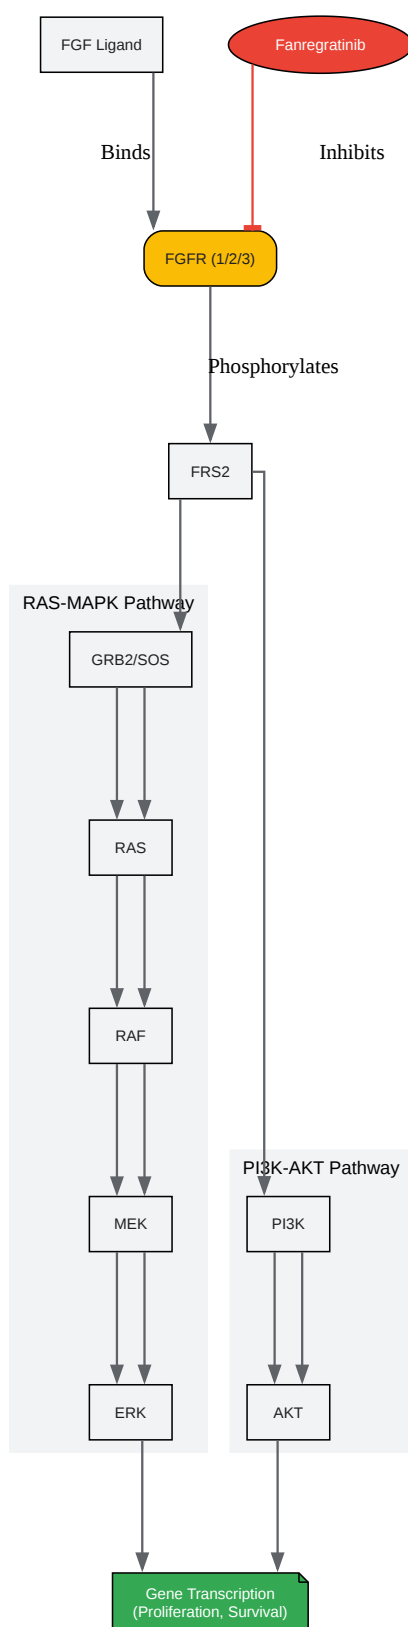 FGF Ligand
Fanregratinib
Binds
Inhibits
FGFR (1/2/3)
Phosphorylates
FRS2
RAS-MAPK Pathway
GRB2/SOS
RAS
RAF
PI3K-AKT Pathway
MEK
PI3K
ERK
AKT
Gene Transcription
(Proliferation, Survival)